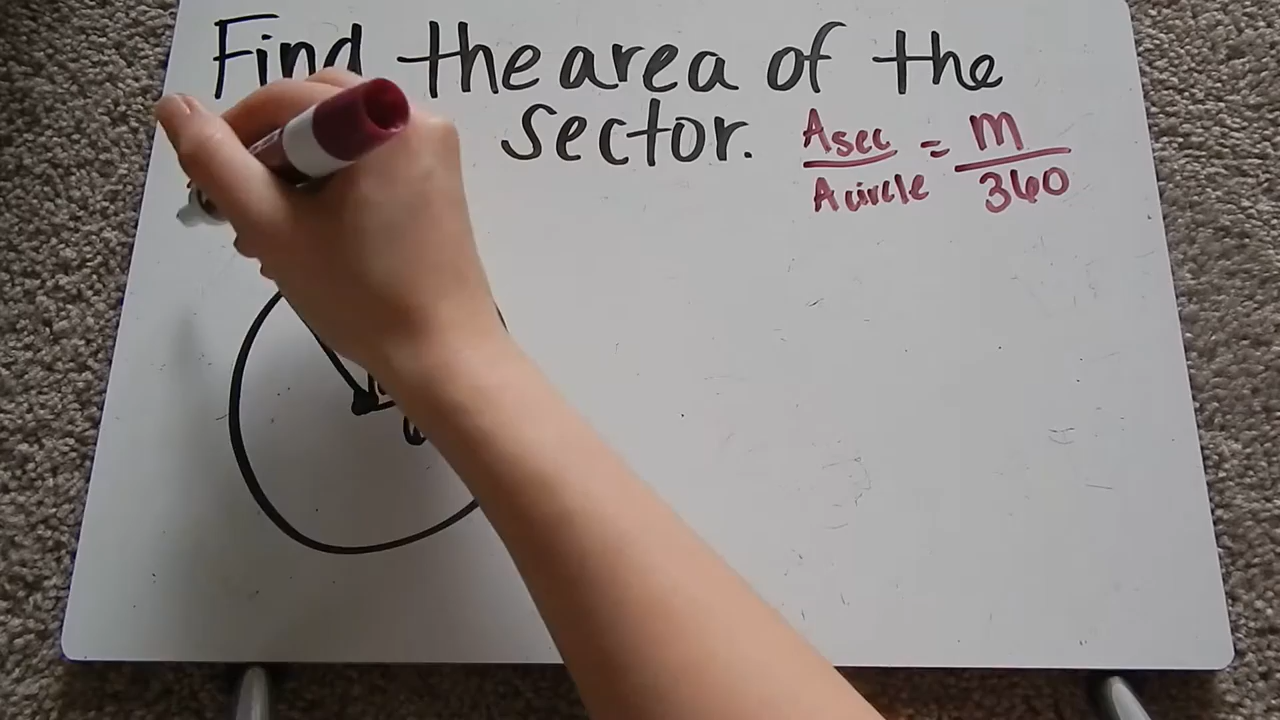 Find the area of the
sector.
Asec = m
Acircle 360